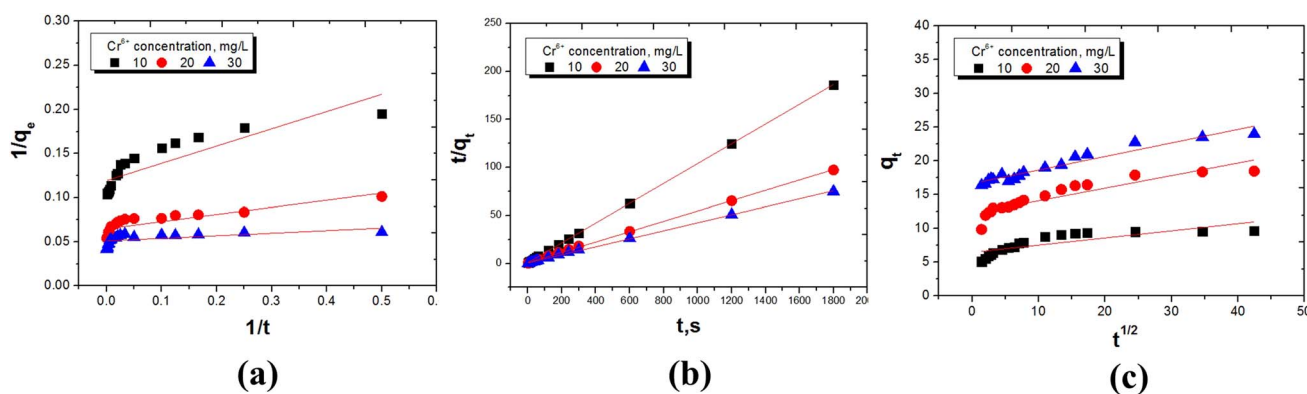 Cr⁶⁺ concentration, mg/L
10 20 30
0.30
0.25
0.20
0.15
0.10
0.05
0.00
1/qₑ
0.0 0.1 0.2 0.3 0.4 0.5 0.
1/t
(a)
Cr⁶⁺ concentration, mg/L
10 20 30
250
200
150
100
50
0
t/qₜ
0 200 400 600 800 1000 1200 1400 1600 1800 20
t,s
(b)
Cr⁶⁺ concentration, mg/L
10 20 30
40
35
30
25
20
15
10
5
0
qₜ
0 10 20 30 40 50
t¹ᐟ²
(c)